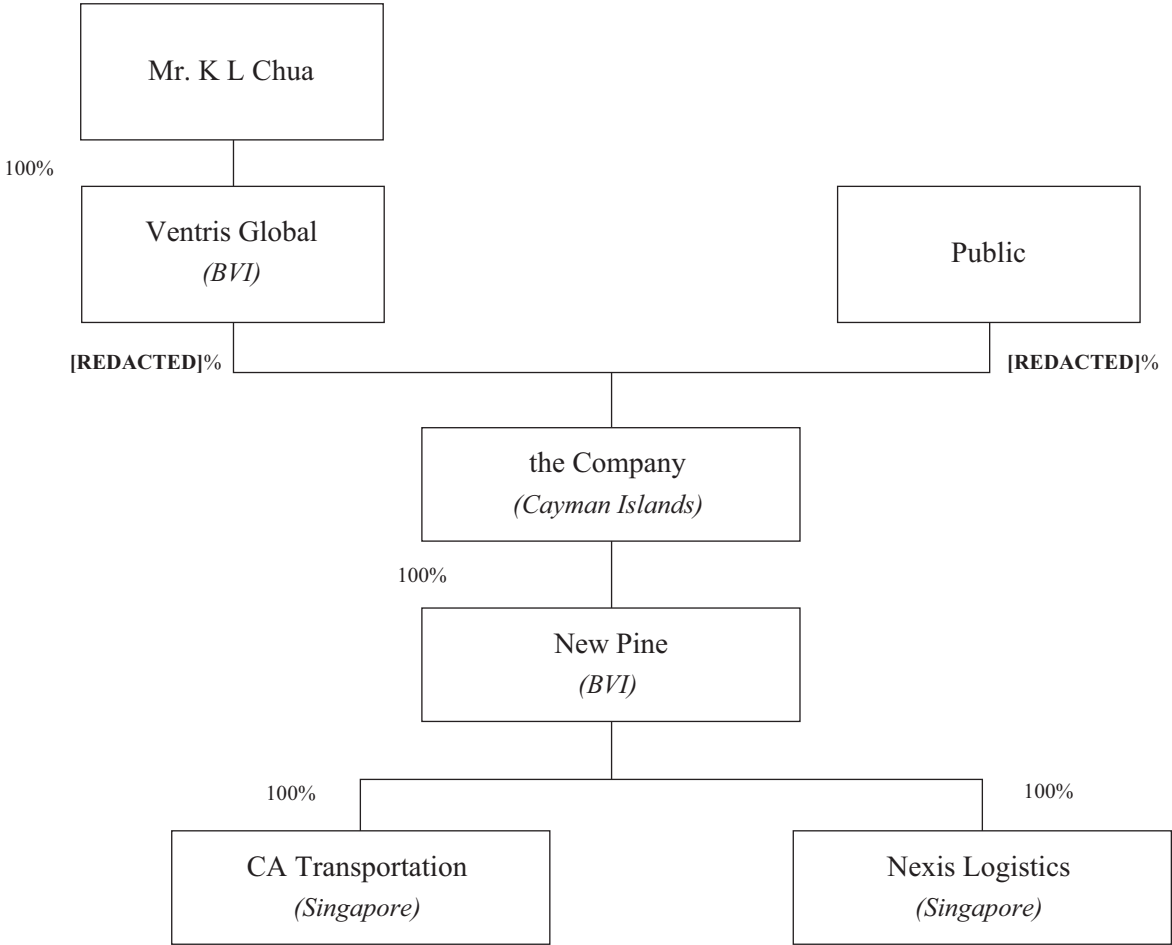 Mr. K L Chua
100%
Ventris Global
(BVI)
Public
[REDACTED]%
[REDACTED]%
the Company
(Cayman Islands)
100%
New Pine
(BVI)
100%
100%
CA Transportation
(Singapore)
Nexis Logistics
(Singapore)